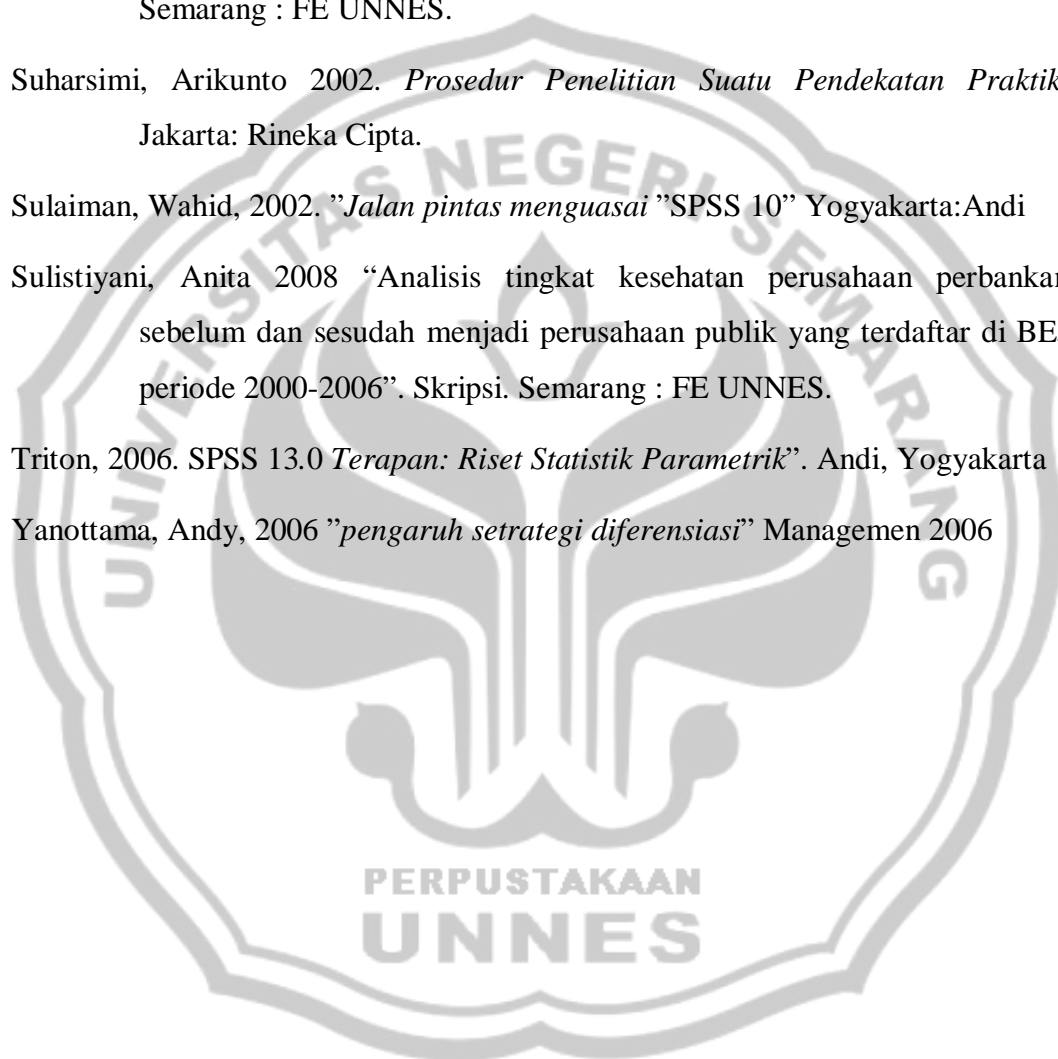 Semarang : FE UNNES.
Suharsimi, Arikunto 2002. Prosedur Penelitian Suatu Pendekatan Praktik
Jakarta: Rineka Cipta.
Sulaiman, Wahid, 2002. ”Jalan pintas menguasai ”SPSS 10” Yogyakarta:Andi
Sulistiyani, Anita 2008 “Analisis tingkat kesehatan perusahaan perbankan
sebelum dan sesudah menjadi perusahaan publik yang terdaftar di BE
periode 2000-2006”. Skripsi. Semarang : FE UNNES.
Triton, 2006. SPSS 13.0 Terapan: Riset Statistik Parametrik”. Andi, Yogyakarta
Yanottama, Andy, 2006 ”pengaruh setrategi diferensiasi” Managemen 2006
UNIVERSITAS NEGERI SEMARANG
PERPUSTAKAAN
UNNES